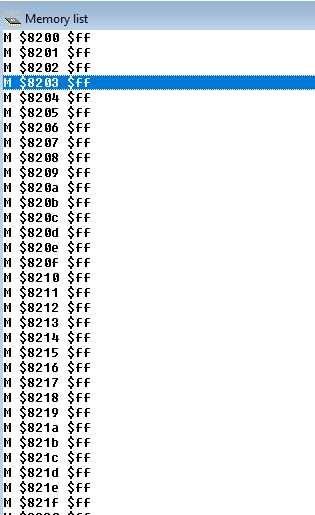 Memory list
M $8200 $ff
M $8201 $ff
M $8202 $ff
M $8203 $ff
M $8204 $ff
M $8205 $ff
M $8206 $ff
M $8207 $ff
M $8208 $ff
M $8209 $ff
M $820a $ff
M $820b $ff
M $820c $ff
M $820d $ff
M $820e $ff
M $820f $ff
M $8210 $ff
M $8211 $ff
M $8212 $ff
M $8213 $ff
M $8214 $ff
M $8215 $ff
M $8216 $ff
M $8217 $ff
M $8218 $ff
M $8219 $ff
M $821a $ff
M $821b $ff
M $821c $ff
M $821d $ff
M $821e $ff
M $821f $ff